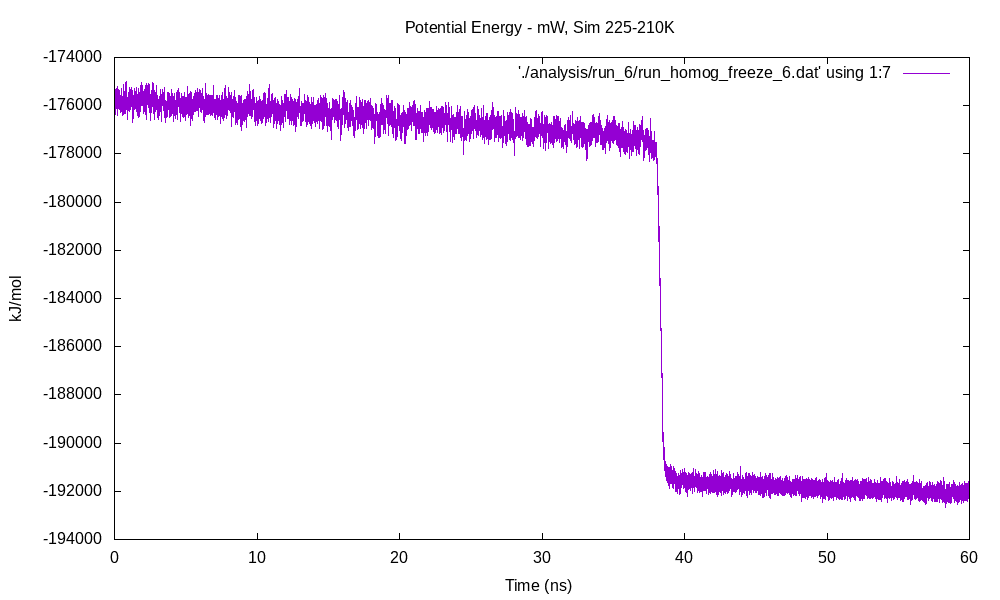 Potential Energy - mW, Sim 225-210K
'./analysis/run_6/run_homog_freeze_6.dat' using 1:7
-174000
-176000
-178000
-180000
-182000
-184000
-186000
-188000
-190000
-192000
-194000
kJ/mol
0 10 20 30 40 50 60
Time (ns)